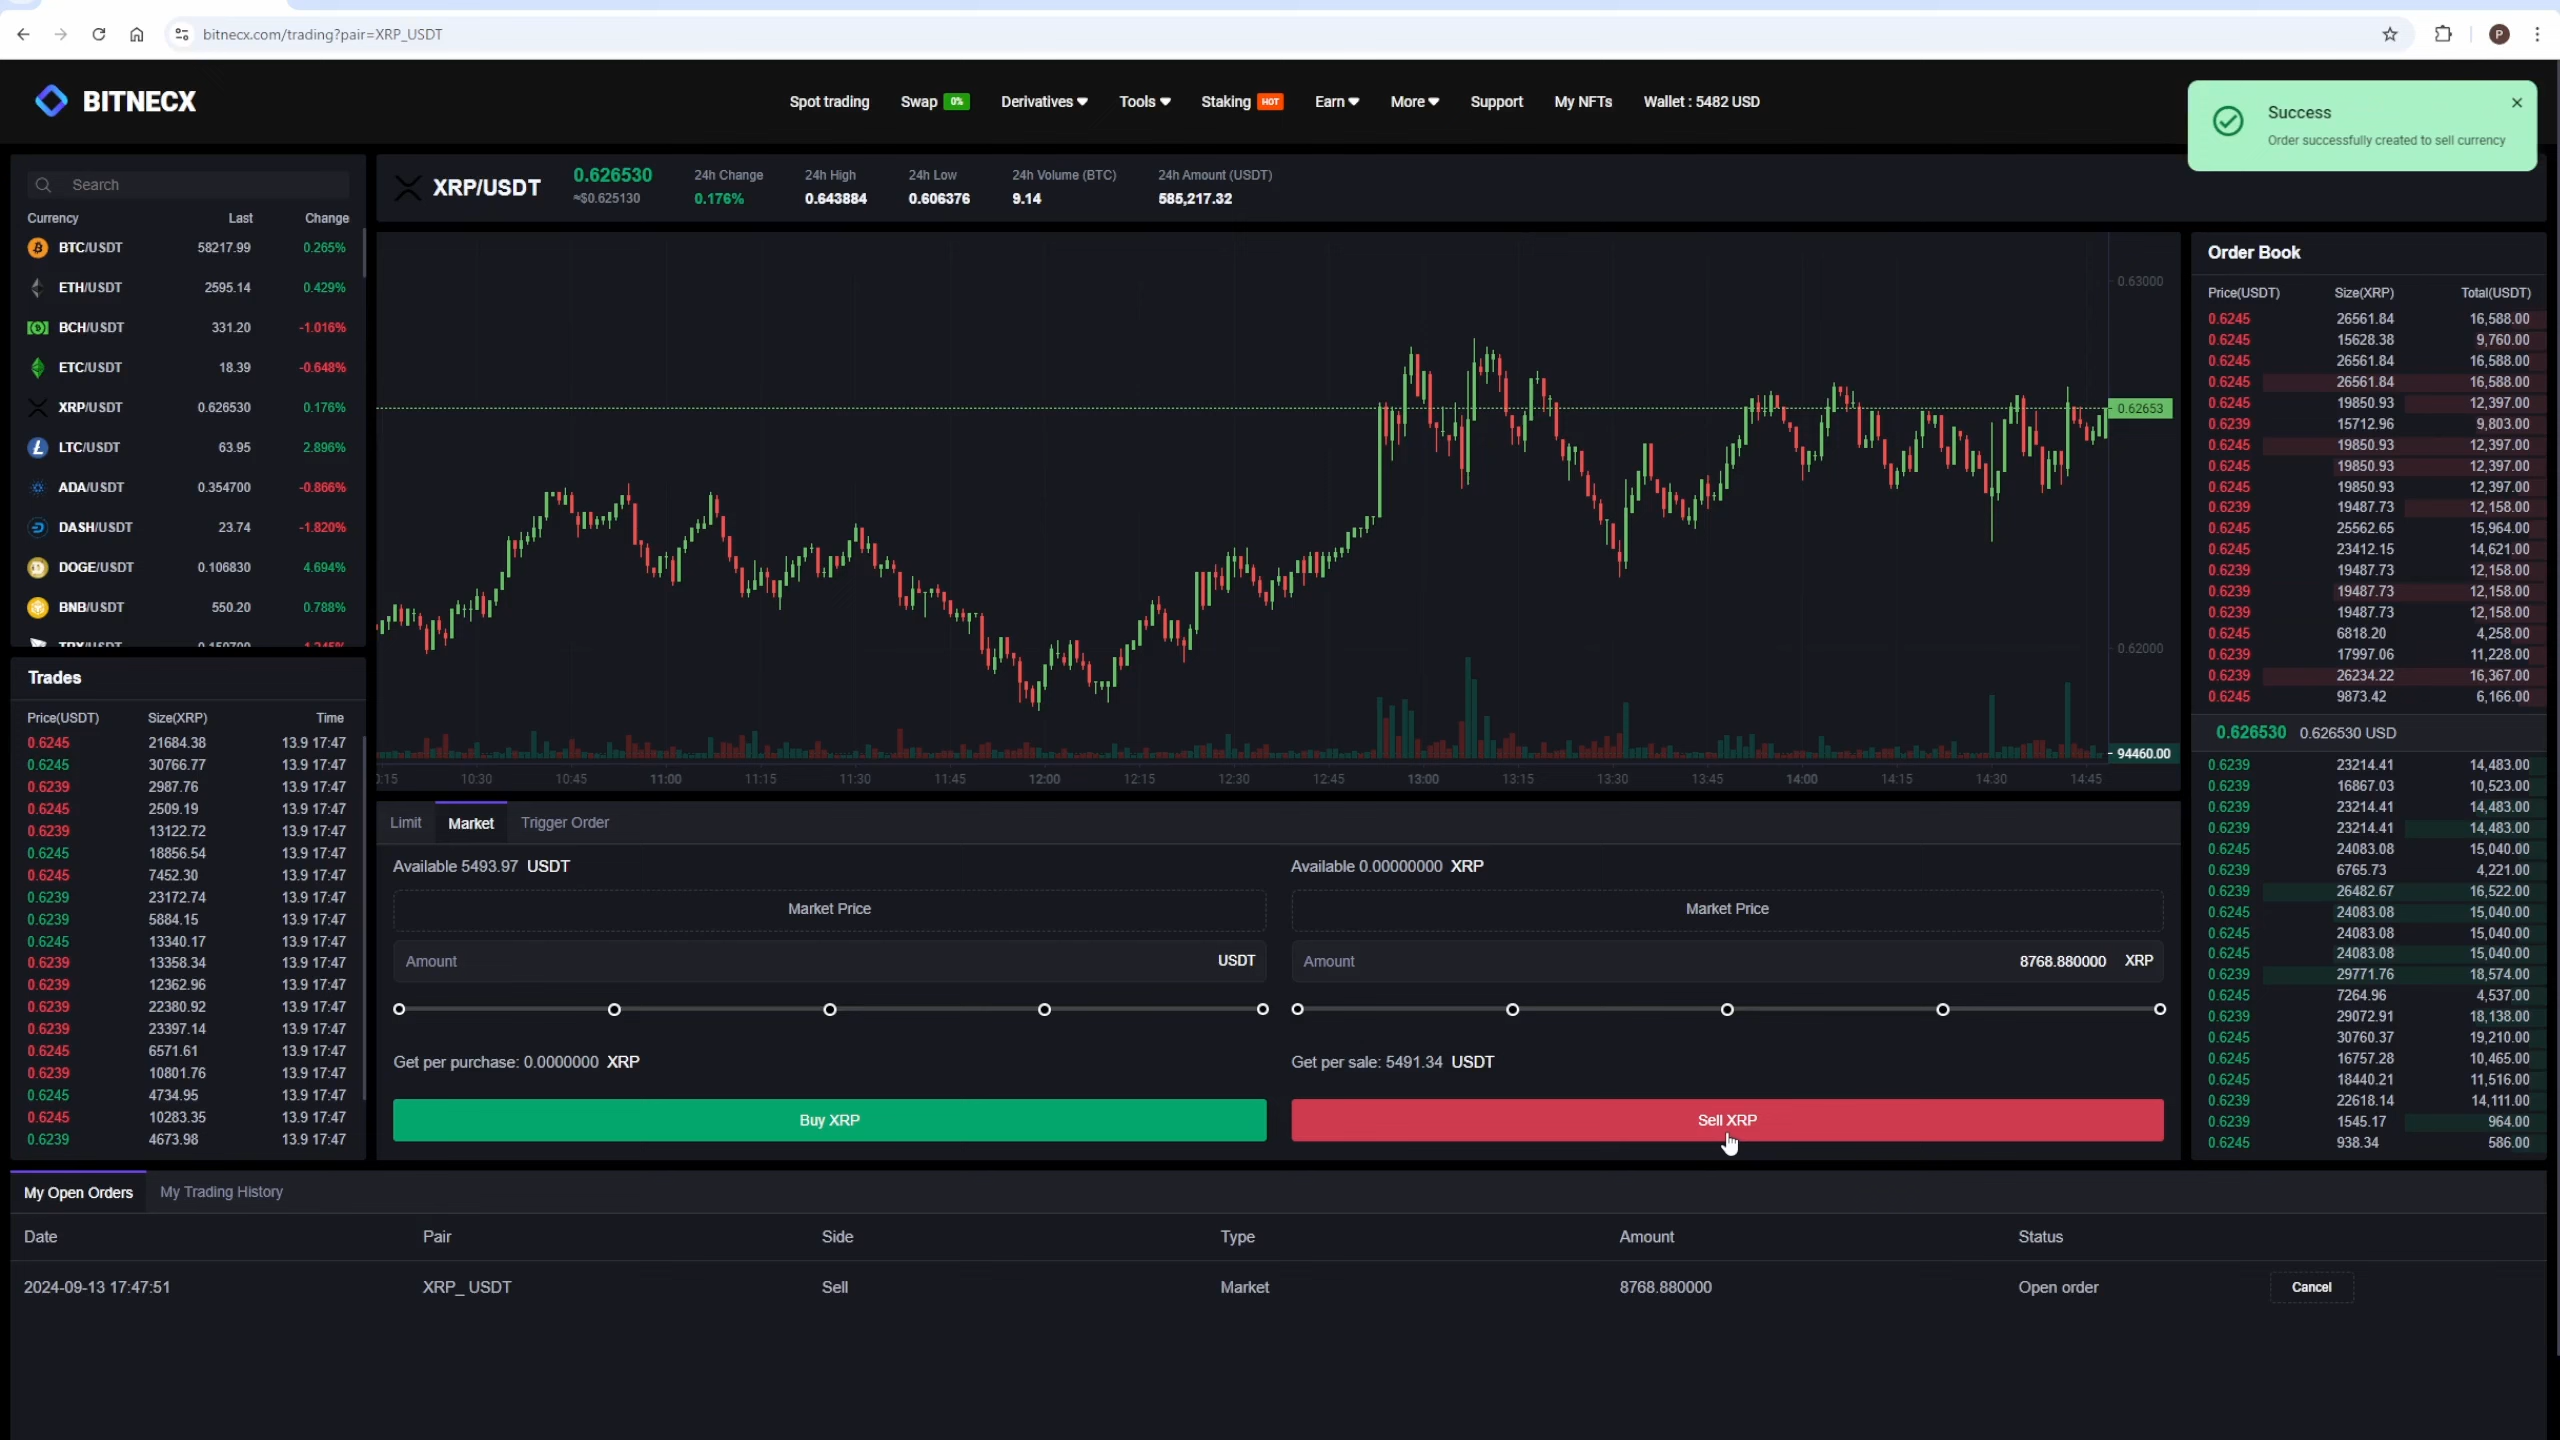 bitnecx.com/trading?pair=XRP_USDT
P
BITNECX
Spot trading Swap 0% Derivatives Tools Staking HOT Earn More Support My NFTs Wallet : 5482 USD
Success
Order successfully created to sell currency
Search
Currency Last Change
BTC/USDT 58217.99 0.265%
ETH/USDT 2595.14 0.429%
BCH/USDT 331.20 -1.016%
ETC/USDT 18.39 -0.648%
XRP/USDT 0.626530 0.176%
LTC/USDT 63.95 2.896%
ADA/USDT 0.354700 -0.866%
DASH/USDT 23.74 -1.820%
DOGE/USDT 0.106830 4.694%
BNB/USDT 550.20 0.788%
Trades
Price(USDT) Size(XRP) Time
0.6245 21684.38 13.9 17:47
0.6245 30766.77 13.9 17:47
0.6239 2987.76 13.9 17:47
0.6245 2509.19 13.9 17:47
0.6239 13122.72 13.9 17:47
0.6245 18856.54 13.9 17:47
0.6245 7452.30 13.9 17:47
0.6239 23172.74 13.9 17:47
0.6239 5884.15 13.9 17:47
0.6245 13340.17 13.9 17:47
0.6239 13358.34 13.9 17:47
0.6239 12362.96 13.9 17:47
0.6239 22380.92 13.9 17:47
0.6239 23397.14 13.9 17:47
0.6245 6571.61 13.9 17:47
0.6239 10801.76 13.9 17:47
0.6245 4734.95 13.9 17:47
0.6245 10283.35 13.9 17:47
0.6239 4673.98 13.9 17:47
XRP/USDT
0.626530
≈$0.625130
24h Change
0.176%
24h High
0.643884
24h Low
0.606376
24h Volume (BTC)
9.14
24h Amount (USDT)
585,217.32
0.63000
0.62653
0.62000
94460.00
):15 10:30 10:45 11:00 11:15 11:30 11:45 12:00 12:15 12:30 12:45 13:00 13:15 13:30 13:45 14:00 14:15 14:30 14:45
Limit Market Trigger Order
Available 5493.97 USDT
Market Price
Amount USDT
Get per purchase: 0.0000000 XRP
Buy XRP
Available 0.00000000 XRP
Market Price
Amount 8768.880000 XRP
Get per sale: 5491.34 USDT
Sell XRP
Order Book
Price(USDT) Size(XRP) Total(USDT)
0.6245 26561.84 16,588.00
0.6245 15628.38 9,760.00
0.6245 26561.84 16,588.00
0.6245 26561.84 16,588.00
0.6245 19850.93 12,397.00
0.6239 15712.96 9,803.00
0.6245 19850.93 12,397.00
0.6245 19850.93 12,397.00
0.6245 19850.93 12,397.00
0.6239 19487.73 12,158.00
0.6245 25562.65 15,964.00
0.6245 23412.15 14,621.00
0.6239 19487.73 12,158.00
0.6239 19487.73 12,158.00
0.6239 19487.73 12,158.00
0.6245 6818.20 4,258.00
0.6239 17997.06 11,228.00
0.6239 26234.22 16,367.00
0.6245 9873.42 6,166.00
0.626530 0.626530 USD
0.6239 23214.41 14,483.00
0.6239 16867.03 10,523.00
0.6239 23214.41 14,483.00
0.6239 23214.41 14,483.00
0.6245 24083.08 15,040.00
0.6239 6765.73 4,221.00
0.6239 26482.67 16,522.00
0.6245 24083.08 15,040.00
0.6245 24083.08 15,040.00
0.6245 24083.08 15,040.00
0.6239 29771.76 18,574.00
0.6245 7264.96 4,537.00
0.6239 29072.91 18,138.00
0.6245 30760.37 19,210.00
0.6245 16757.28 10,465.00
0.6245 18440.21 11,516.00
0.6239 22618.14 14,111.00
0.6239 1545.17 964.00
0.6245 938.34 586.00
My Open Orders My Trading History
Date Pair Side Type Amount Status
2024-09-13 17:47:51 XRP_ USDT Sell Market 8768.880000 Open order Cancel